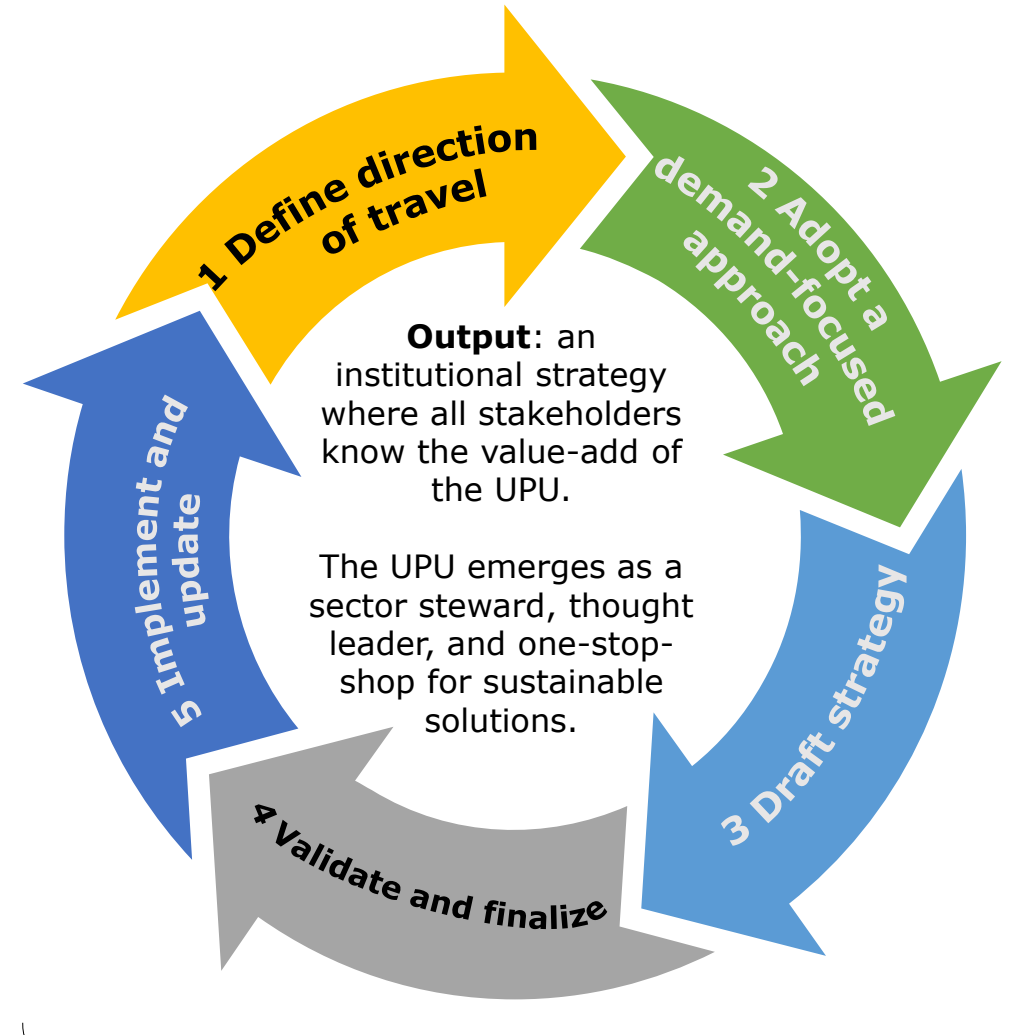 1 Define direction
of travel
2 Adopt a
demand-focused
approach
3 Draft strategy
4 Validate and finalize
5 Implement and
update
Output: an
institutional strategy
where all stakeholders
know the value-add of
the UPU.
The UPU emerges as a
sector steward, thought
leader, and one-stop-
shop for sustainable
solutions.